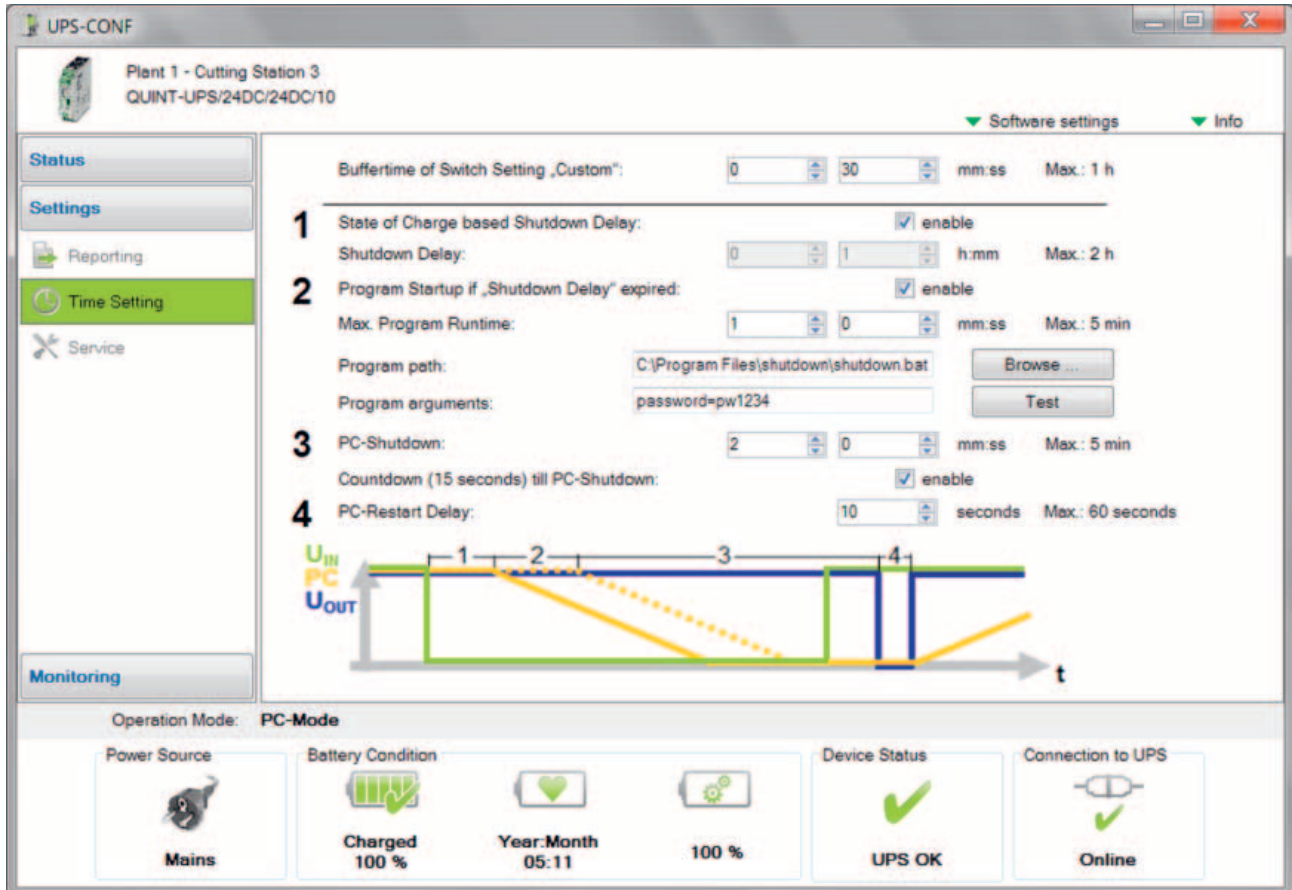 UPS-CONF
Plant 1 - Cutting Station 3
QUINT-UPS/24DC/24DC/10
Software settings
Info
Status
Settings
Reporting
Time Setting
Service
Monitoring
Buffertime of Switch Setting „Custom“: 0 30 mm:ss Max.: 1 h
1 State of Charge based Shutdown Delay: enable
Shutdown Delay: 0 1 h:mm Max.: 2 h
2 Program Startup if „Shutdown Delay“ expired: enable
Max. Program Runtime: 1 0 mm:ss Max.: 5 min
Program path: C:\Program Files\shutdown\shutdown.bat Browse ...
Program arguments: password=pw1234 Test
3 PC-Shutdown: 2 0 mm:ss Max.: 5 min
Countdown (15 seconds) till PC-Shutdown: enable
4 PC-Restart Delay: 10 seconds Max.: 60 seconds
UIN 1 2 3 4
PC
UOUT
t
Operation Mode: PC-Mode
Power Source
Mains
Battery Condition
Charged
100 %
Year:Month
05:11
100 %
Device Status
UPS OK
Connection to UPS
Online